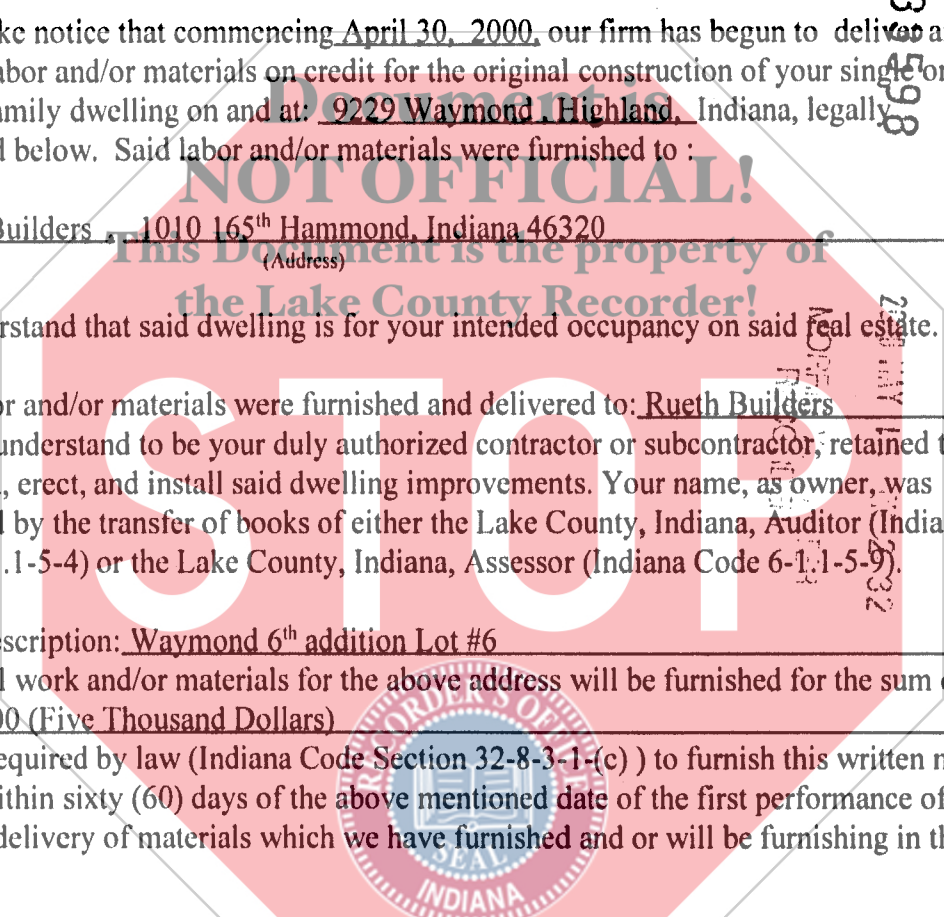 ke notice that commencing April 30, 2000, our firm has begun to deliver a
abor and/or materials on credit for the original construction of your single or
amily dwelling on and at: 9229 Waymond, Highland, Indiana, legally
d below. Said labor and/or materials were furnished to :
Builders , 1010 165th Hammond, Indiana 46320
(Address)
rstand that said dwelling is for your intended occupancy on said real estate.
or and/or materials were furnished and delivered to: Rueth Builders
understand to be your duly authorized contractor or subcontractor, retained t
, erect, and install said dwelling improvements. Your name, as owner, was
d by the transfer of books of either the Lake County, Indiana, Auditor (India
.1-5-4) or the Lake County, Indiana, Assessor (Indiana Code 6-1.1-5-9).
escription: Waymond 6th addition Lot #6
l work and/or materials for the above address will be furnished for the sum
00 (Five Thousand Dollars)
equired by law (Indiana Code Section 32-8-3-1-(c) ) to furnish this written n
ithin sixty (60) days of the above mentioned date of the first performance of
delivery of materials which we have furnished and or will be furnishing in th
Document is
NOT OFFICIAL!
This Document is the property of
the Lake County Recorder!
STOP
RECORDER'S OFFICE
SEAL
INDIANA